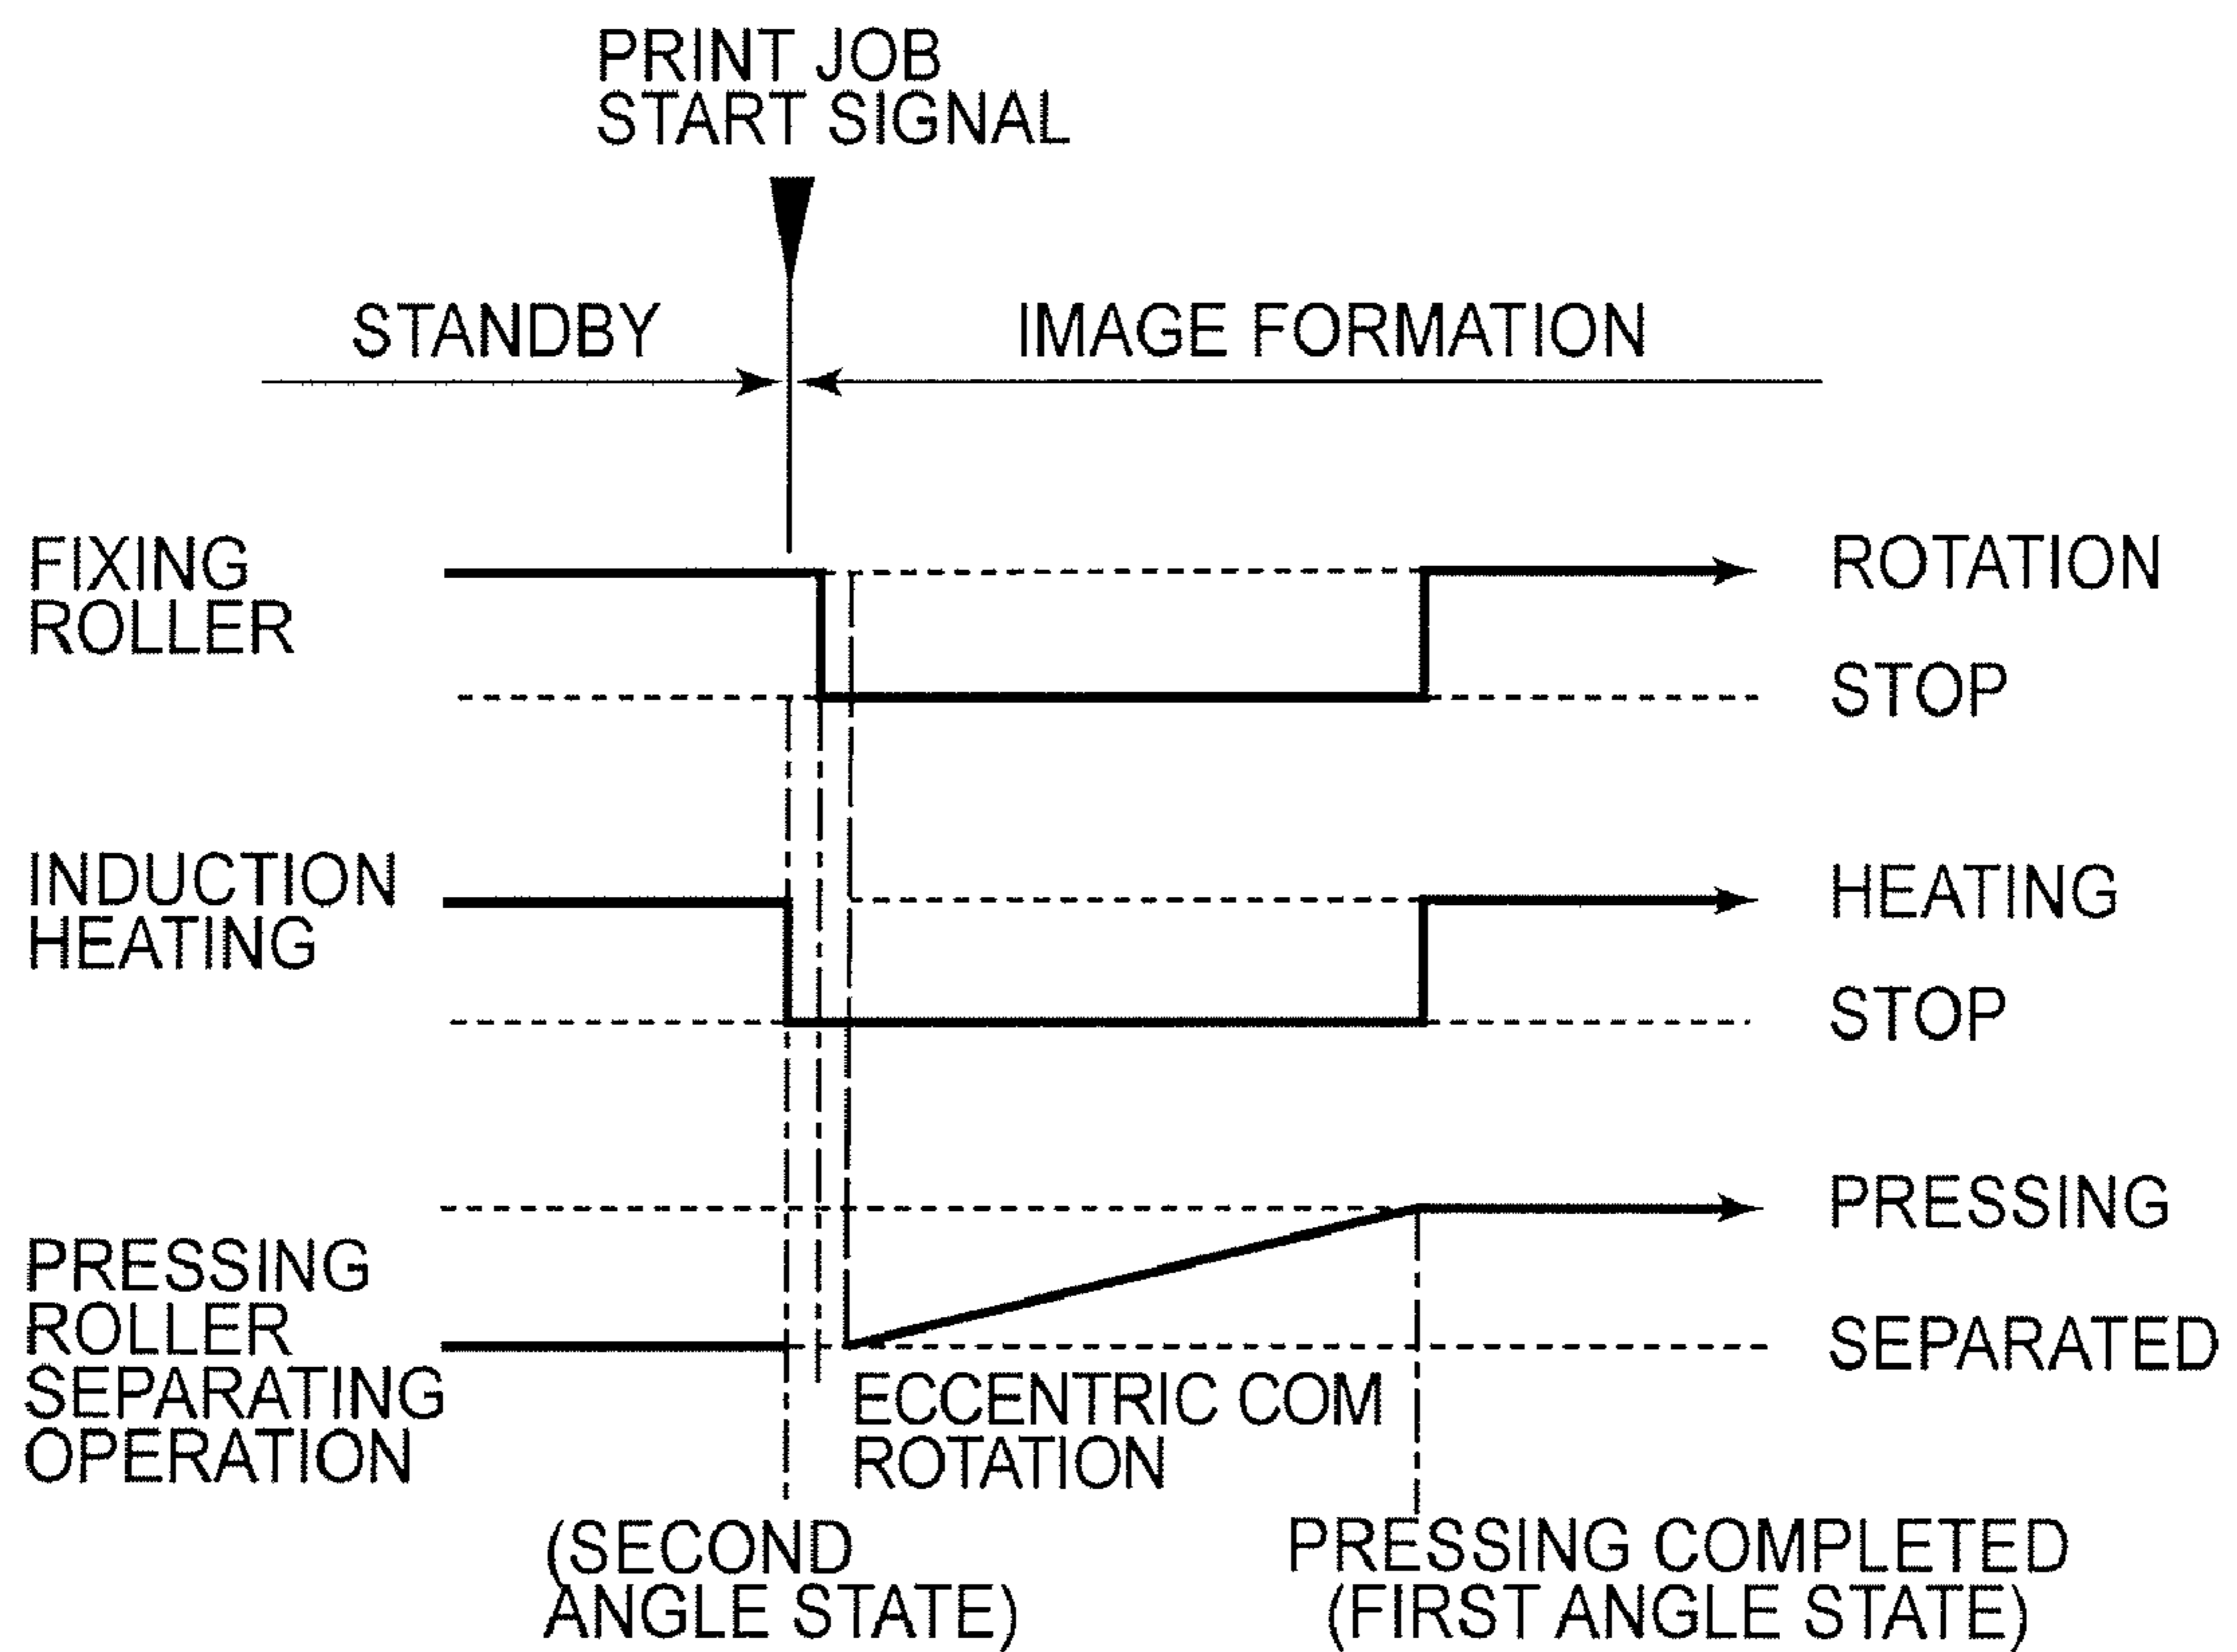 PRINT JOB
START SIGNAL
STANDBY
IMAGE FORMATION
FIXING
ROLLER
ROTATION
STOP
INDUCTION
HEATING
HEATING
STOP
PRESSING
ROLLER
SEPARATING
OPERATION
PRESSING
SEPARATED
ECCENTRIC COM
ROTATION
(SECOND
ANGLE STATE)
PRESSING COMPLETED
(FIRST ANGLE STATE)